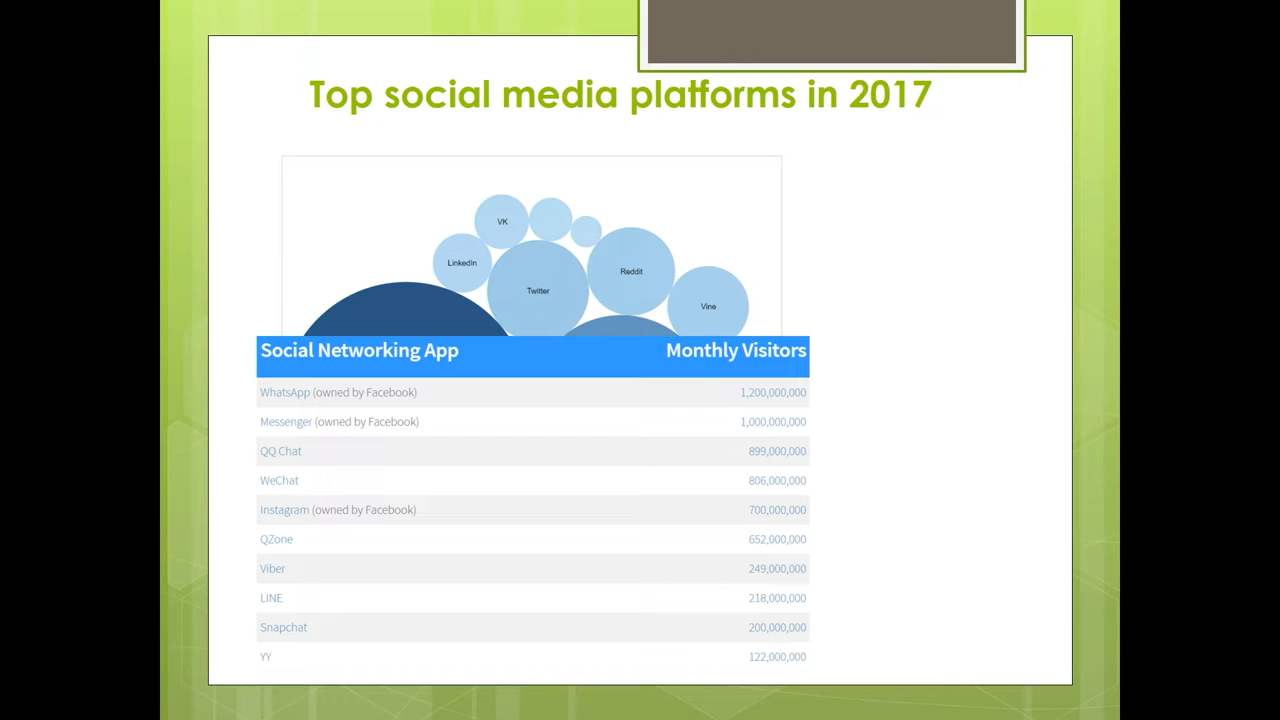 Top social media platforms in 2017
VK
LinkedIn
Twitter
Reddit
Vine
Social Networking App Monthly Visitors
WhatsApp (owned by Facebook) 1,200,000,000
Messenger (owned by Facebook) 1,000,000,000
QQ Chat 899,000,000
WeChat 806,000,000
Instagram (owned by Facebook) 700,000,000
QZone 652,000,000
Viber 249,000,000
LINE 218,000,000
Snapchat 200,000,000
YY 122,000,000